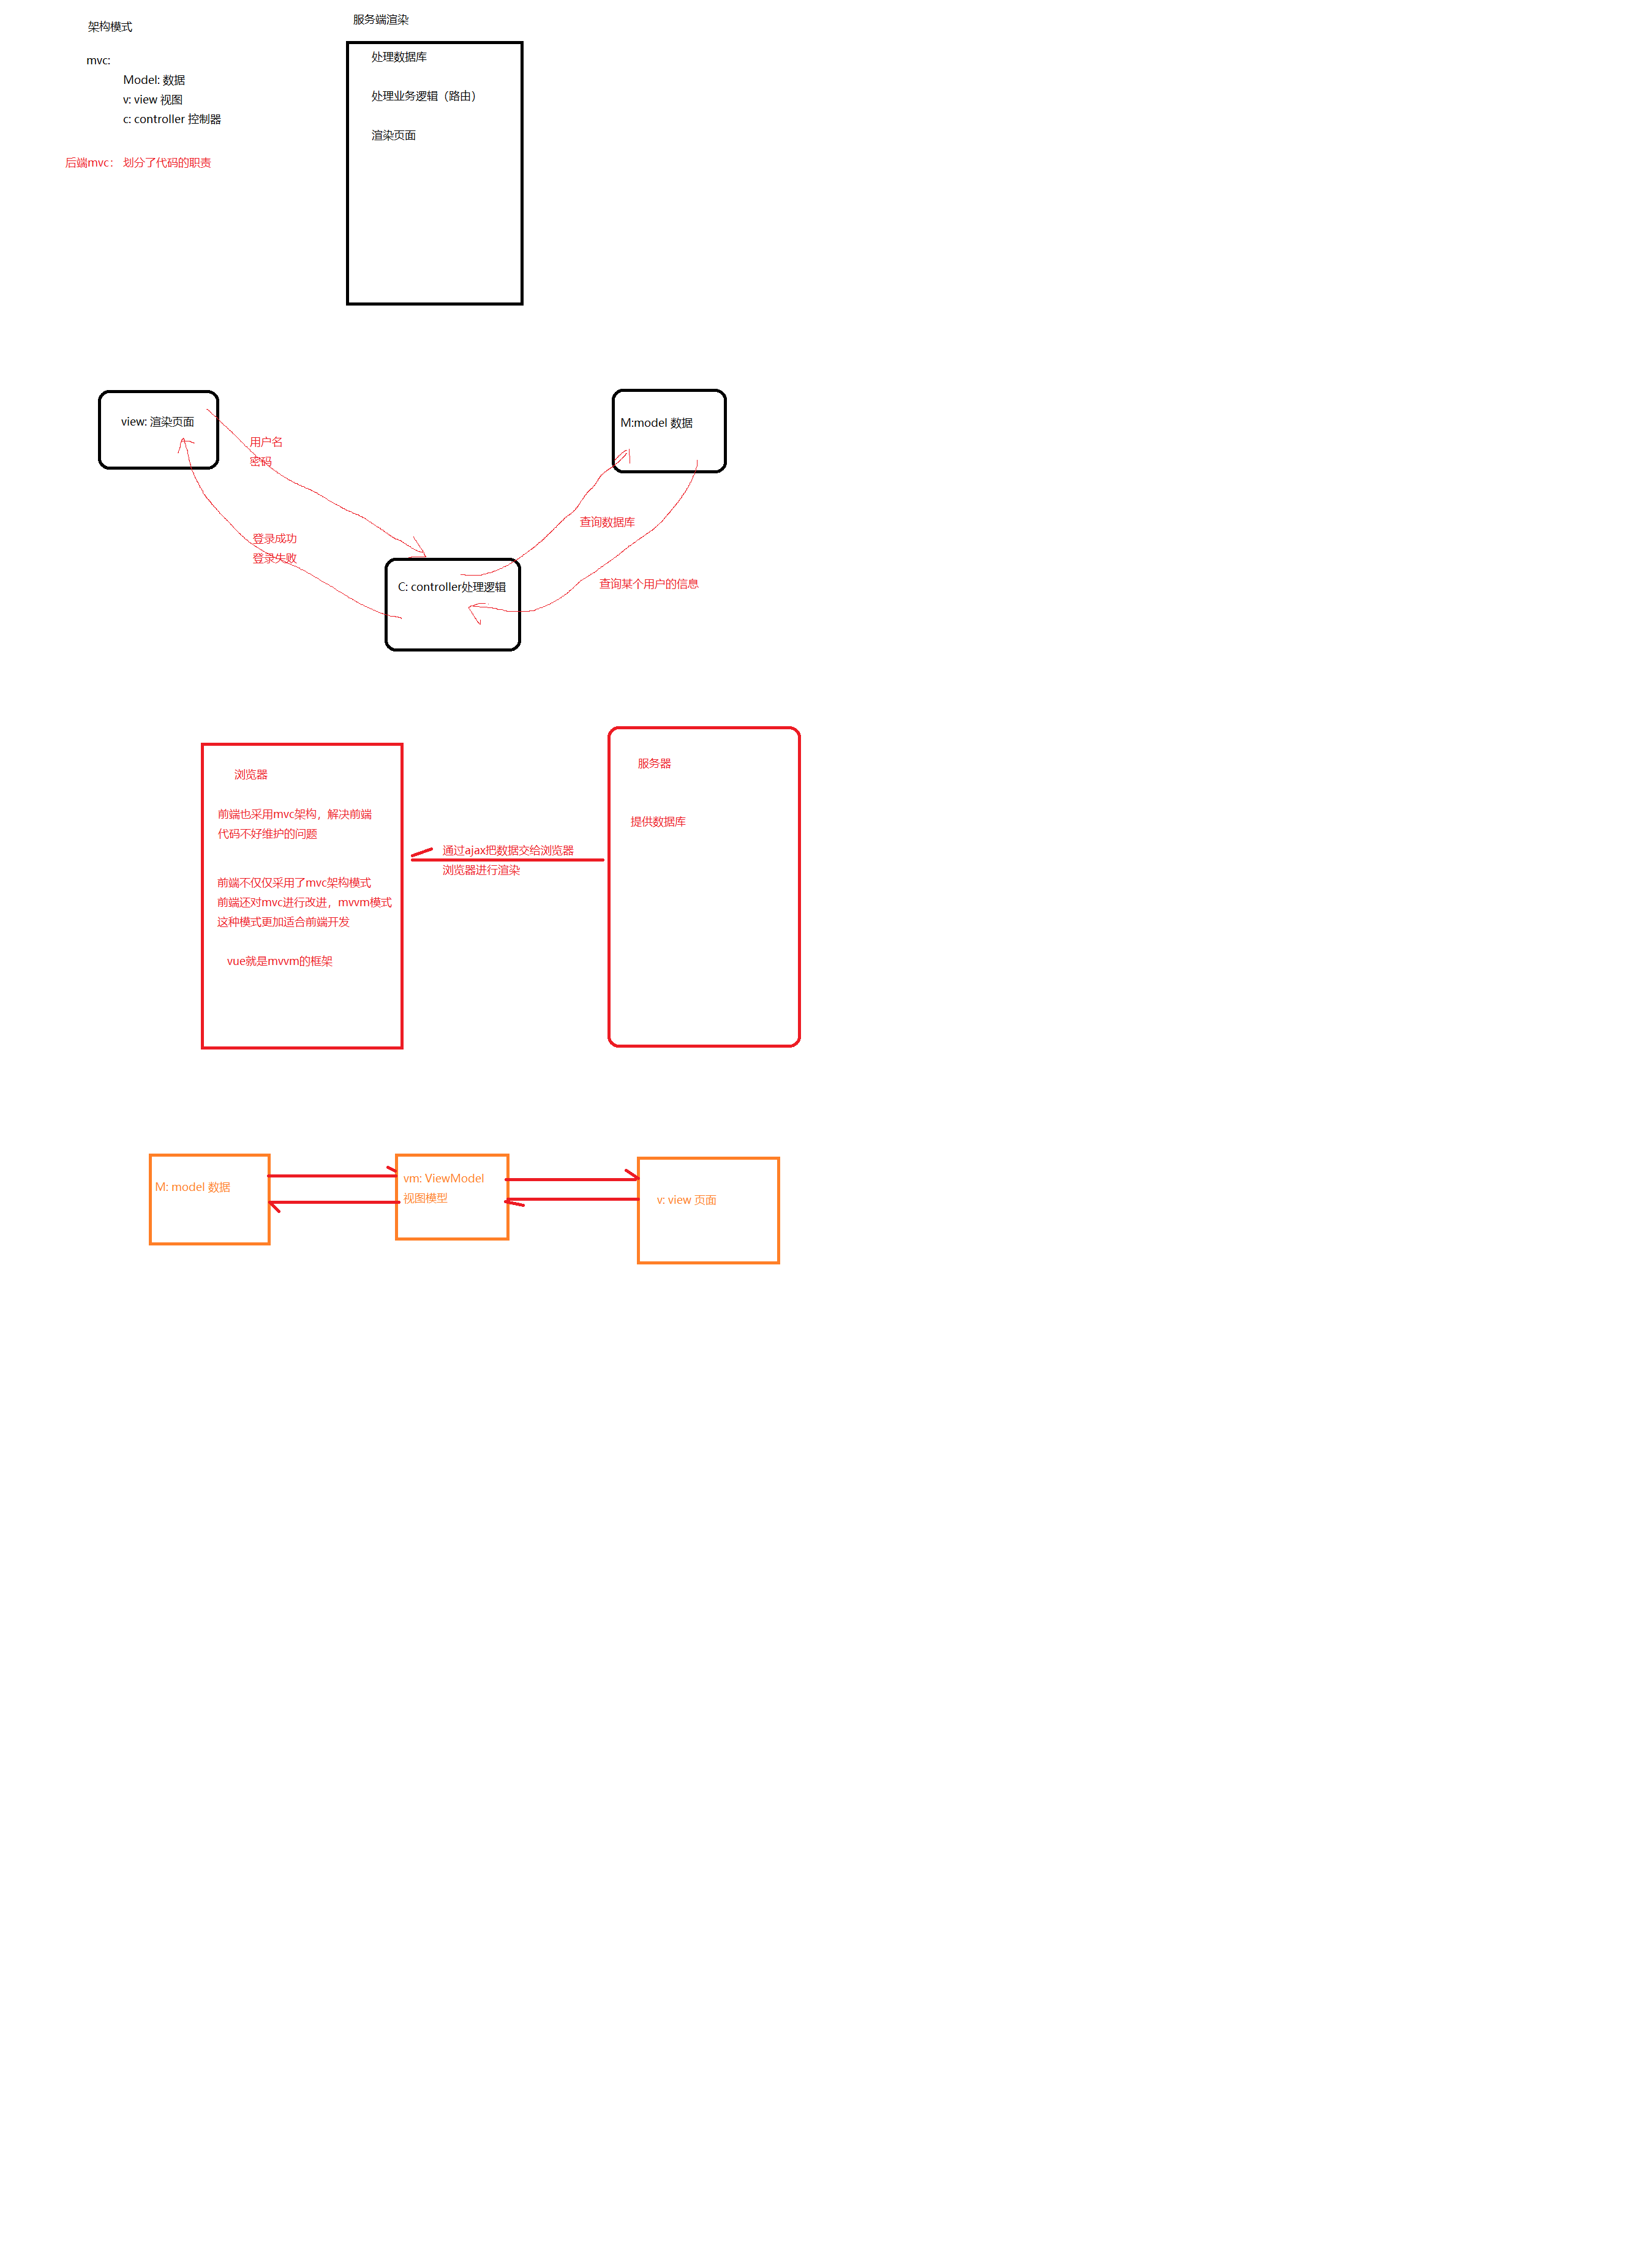 架构模式
mvc:
Model: 数据
v: view 视图
c: controller 控制器
后端mvc： 划分了代码的职责
服务端渲染
处理数据库
处理业务逻辑（路由）
渲染页面
view: 渲染页面
M:model 数据
用户名
密码
登录成功
登录失败
查询数据库
查询某个用户的信息
C: controller处理逻辑
浏览器
前端也采用mvc架构，解决前端
代码不好维护的问题
前端不仅仅采用了mvc架构模式
前端还对mvc进行改进，mvvm模式
这种模式更加适合前端开发
vue就是mvvm的框架
通过ajax把数据交给浏览器
浏览器进行渲染
服务器
提供数据库
M: model 数据
vm: ViewModel
视图模型
v: view 页面